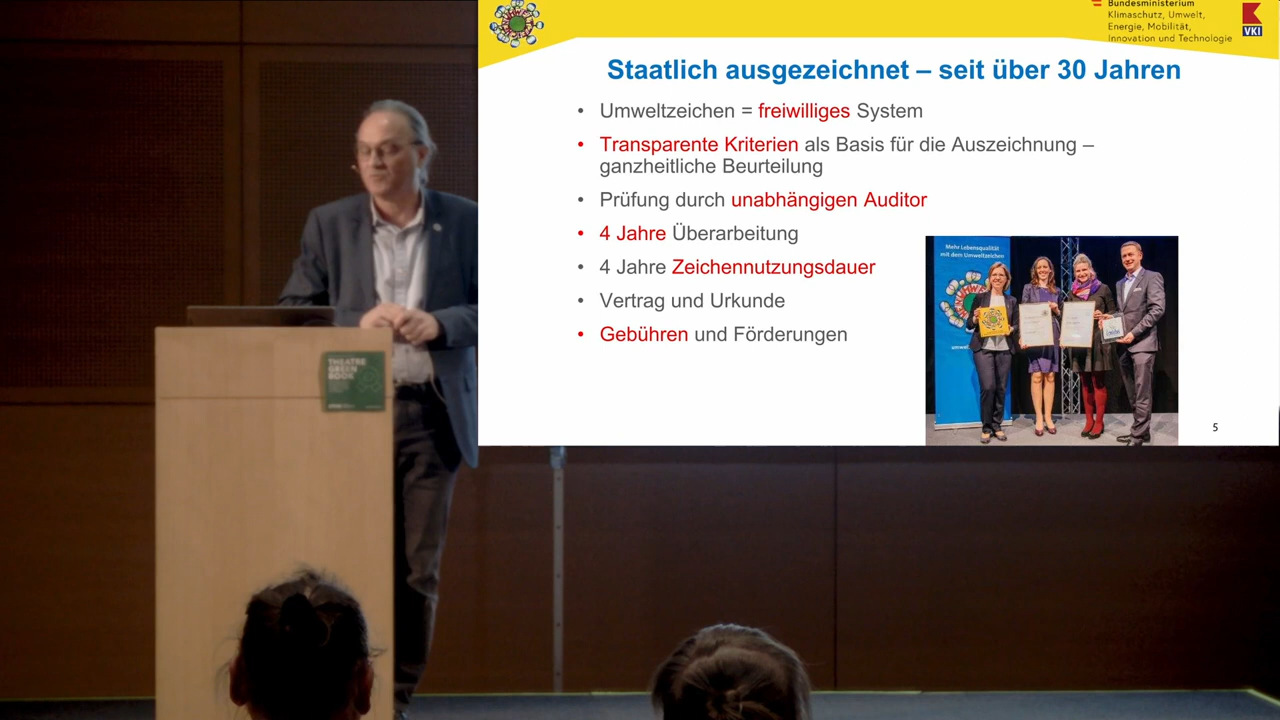 Bundesministerium
Klimaschutz, Umwelt,
Energie, Mobilität,
Innovation und Technologie
VKI
Staatlich ausgezeichnet – seit über 30 Jahren
• Umweltzeichen = freiwilliges System
• Transparente Kriterien als Basis für die Auszeichnung –
ganzheitliche Beurteilung
• Prüfung durch unabhängigen Auditor
• 4 Jahre Überarbeitung
• 4 Jahre Zeichennutzungsdauer
• Vertrag und Urkunde
• Gebühren und Förderungen
Mehr Lebensqualität
mit dem Umweltzeichen
5
THEATRE
GREEN
BOOK